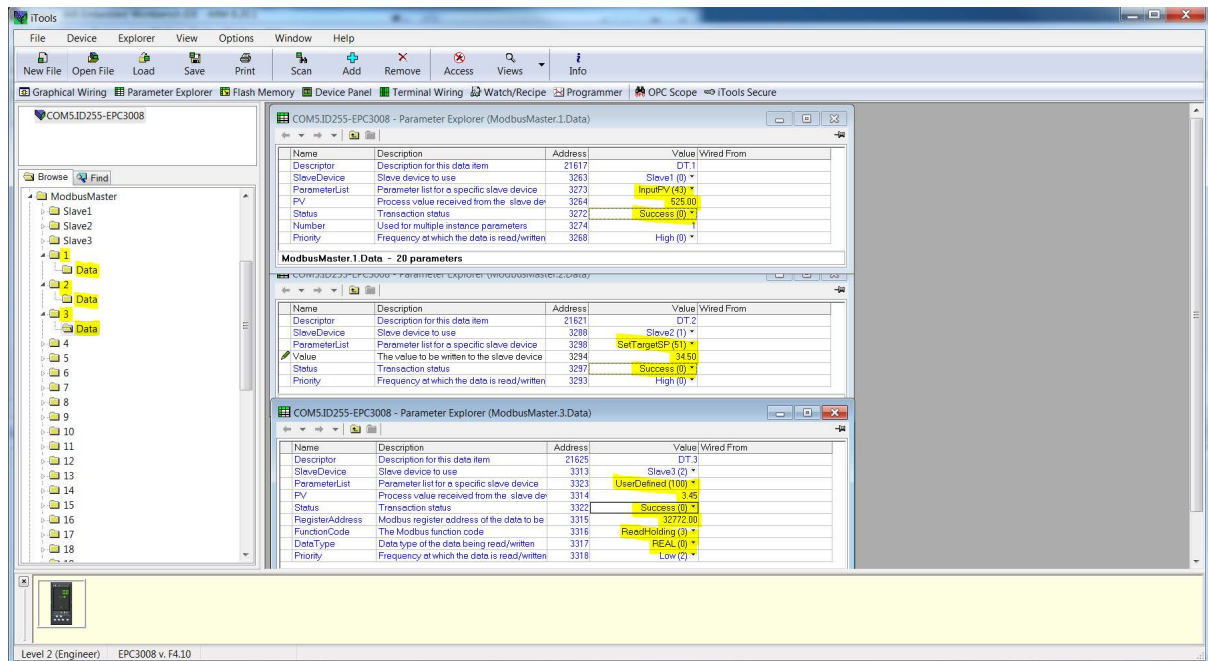 iTools
File Device Explorer View Options Window Help
New File Open File Load Save Print Scan Add Remove Access Views Info
Graphical Wiring Parameter Explorer Flash Memory Device Panel Terminal Wiring Watch/Recipe Programmer OPC Scope iTools Secure
COM5.ID255-EPC3008
Browse Find
ModbusMaster
Slave1
Slave2
Slave3
1
Data
2
Data
3
Data
4
5
6
7
8
9
10
11
12
13
14
15
16
17
18
COM5.ID255-EPC3008 - Parameter Explorer (ModbusMaster.1.Data)
Name Description Address Value Wired From
Descriptor Description for this data item 21617 DT.1
SlaveDevice Slave device to use 3263 Slave1 (0)
ParameterList Parameter list for a specific slave device 3273 InputPV (43)
PV Process value received from the slave dev 3264 525.00
Status Transaction status 3272 Success (0)
Number Used for multiple instance parameters 3274 1
Priority Frequency at which the data is read/written 3268 High (0)
ModbusMaster.1.Data - 20 parameters
COM5.ID255-EPC3008 - Parameter Explorer (ModbusMaster.2.Data)
Name Description Address Value Wired From
Descriptor Description for this data item 21621 DT.2
SlaveDevice Slave device to use 3288 Slave2 (1)
ParameterList Parameter list for a specific slave device 3298 SetTargetSP (51)
Value The value to be written to the slave device 3294 34.50
Status Transaction status 3297 Success (0)
Priority Frequency at which the data is read/written 3293 High (0)
COM5.ID255-EPC3008 - Parameter Explorer (ModbusMaster.3.Data)
Name Description Address Value Wired From
Descriptor Description for this data item 21625 DT.3
SlaveDevice Slave device to use 3313 Slave3 (2)
ParameterList Parameter list for a specific slave device 3323 UserDefined (100)
PV Process value received from the slave dev 3314 3.45
Status Transaction status 3322 Success (0)
RegisterAddress Modbus register address of the data to be 3315 32772.00
FunctionCode The Modbus function code 3316 ReadHolding (3)
DataType Data type of the data being read/written 3317 REAL (0)
Priority Frequency at which the data is read/written 3318 Low (2)
Level 2 (Engineer) EPC3008 v. F4.10